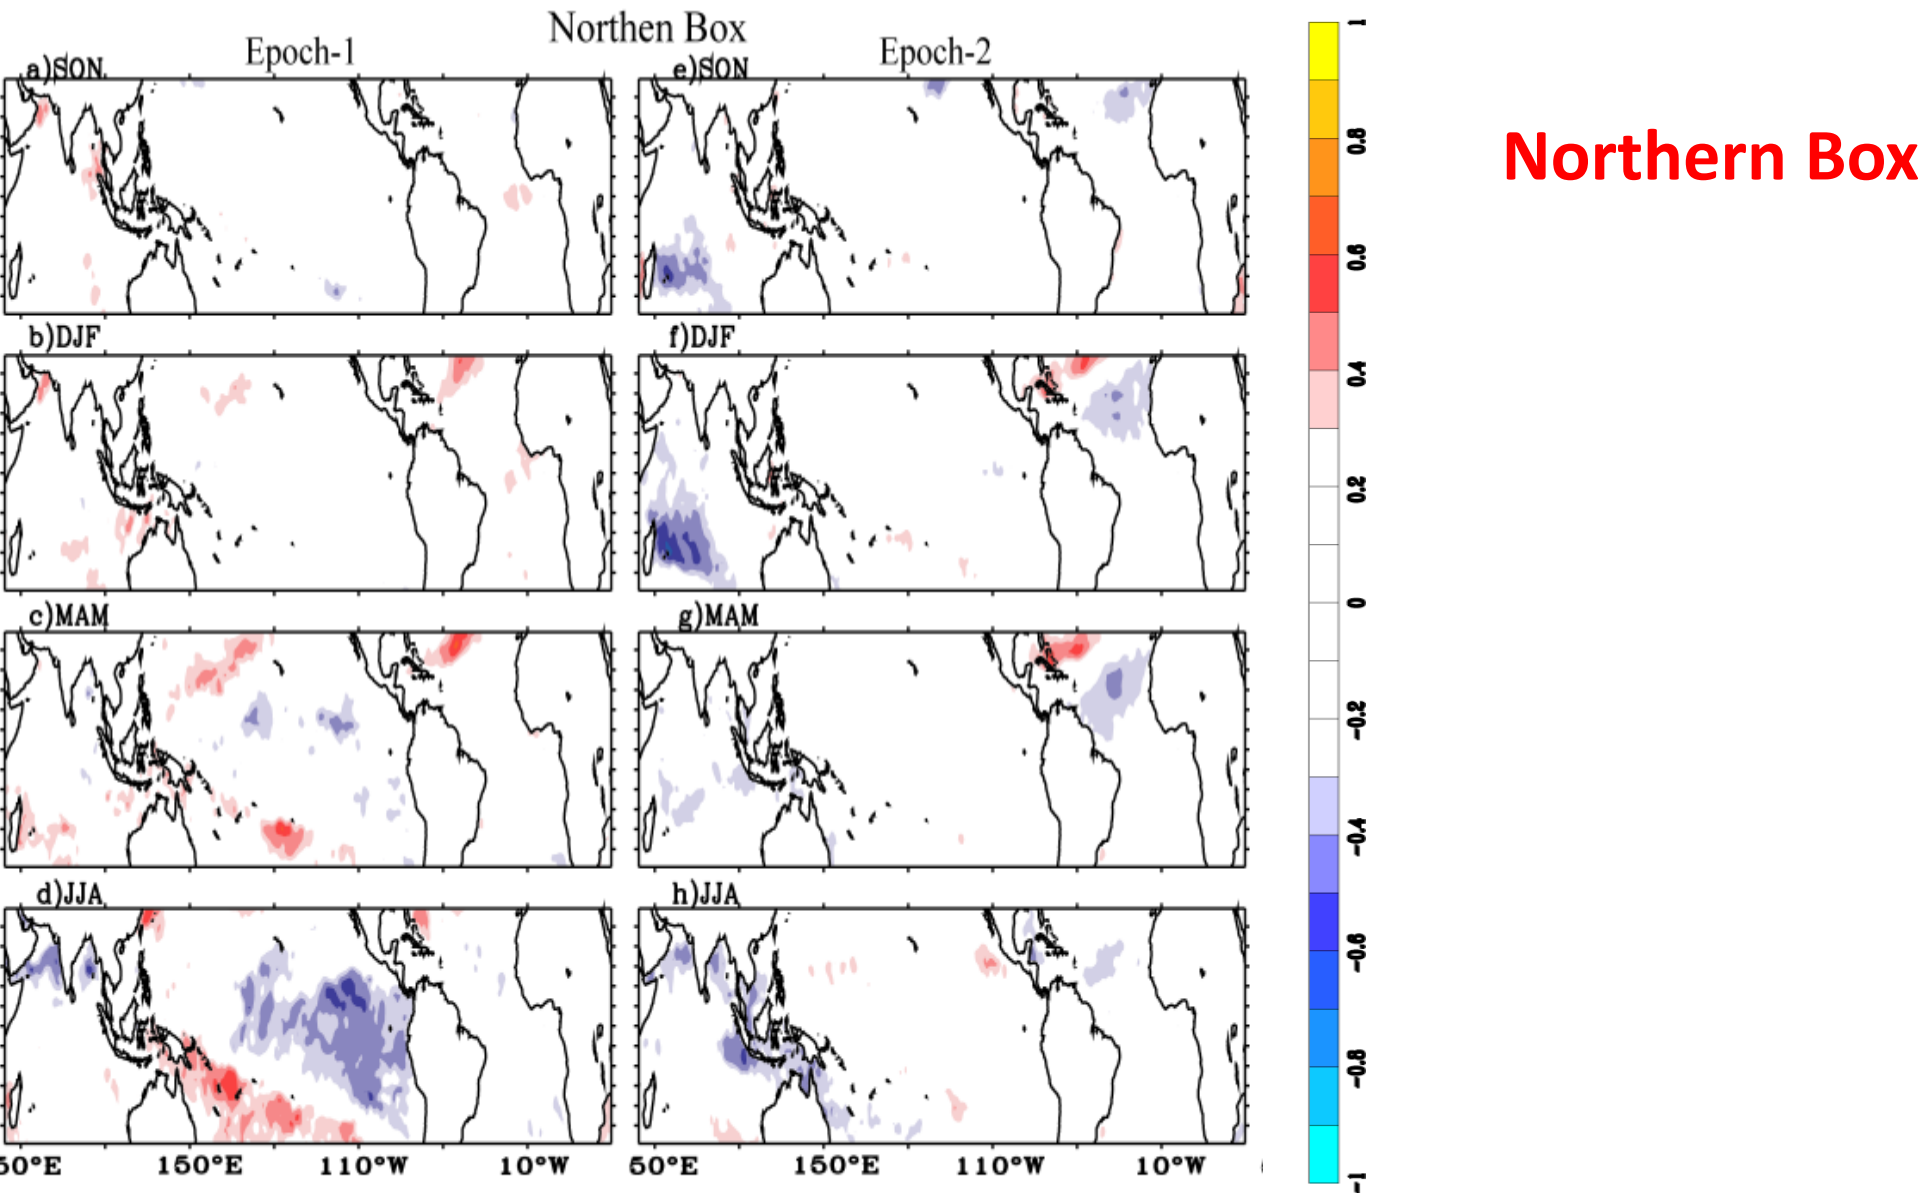 Northen Box
Epoch-1
Epoch-2
Northern Box
a)SON
e)SON
b)DJF
f)DJF
c)MAM
g)MAM
d)JJA
h)JJA
50°E 150°E 110°W 10°W
50°E 150°E 110°W 10°W
1
0.8
0.6
0.4
0.2
0
-0.2
-0.4
-0.6
-0.8
-1